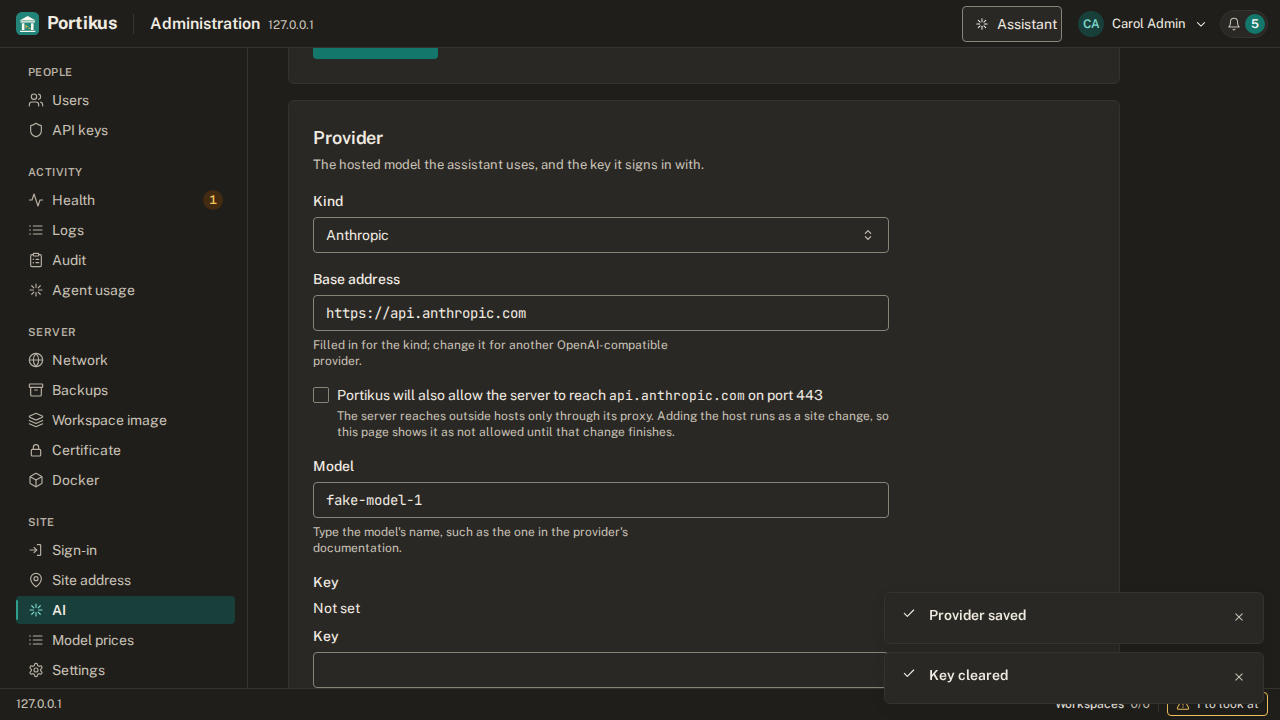 Portikus
Administration 127.0.0.1
Assistant
CA Carol Admin
5
PEOPLE
Users
API keys
ACTIVITY
Health 1
Logs
Audit
Agent usage
SERVER
Network
Backups
Workspace image
Certificate
Docker
SITE
Sign-in
Site address
AI
Model prices
Settings
Provider
The hosted model the assistant uses, and the key it signs in with.
Kind
Anthropic
Base address
https://api.anthropic.com
Filled in for the kind; change it for another OpenAI-compatible
provider.
Portikus will also allow the server to reach api.anthropic.com on port 443
The server reaches outside hosts only through its proxy. Adding the host runs as a site change, so
this page shows it as not allowed until that change finishes.
Model
fake-model-1
Type the model's name, such as the one in the provider's
documentation.
Key
Not set
Key
Provider saved
Key cleared
127.0.0.1
Workspaces 0/0
1 to look at